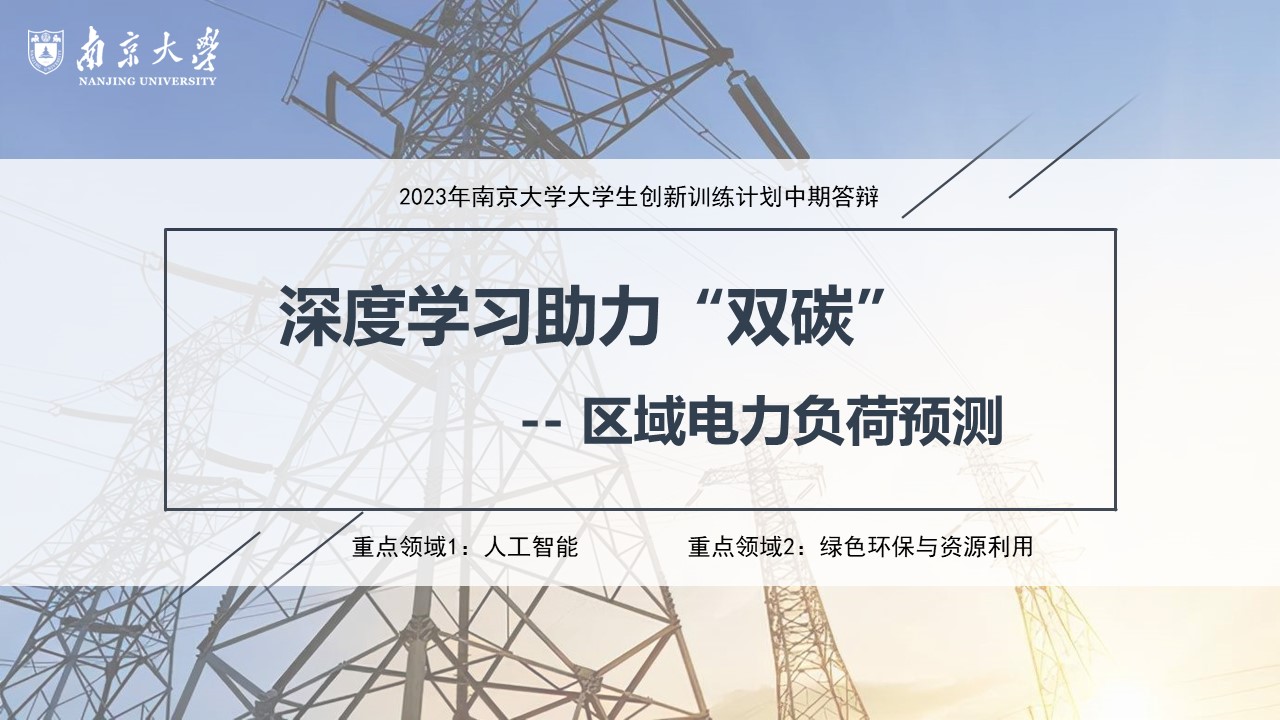 南京大学
NANJING UNIVERSITY
2023年南京大学大学生创新训练计划中期答辩
深度学习助力“双碳”
-- 区域电力负荷预测
重点领域1：人工智能
重点领域2：绿色环保与资源利用